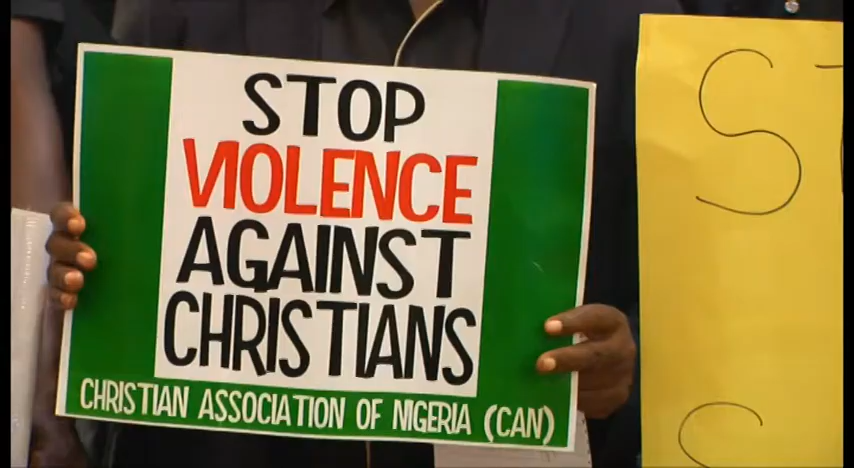 STOP
VIOLENCE
AGAINST
CHRISTIANS
CHRISTIAN ASSOCIATION OF NIGERIA (CAN)